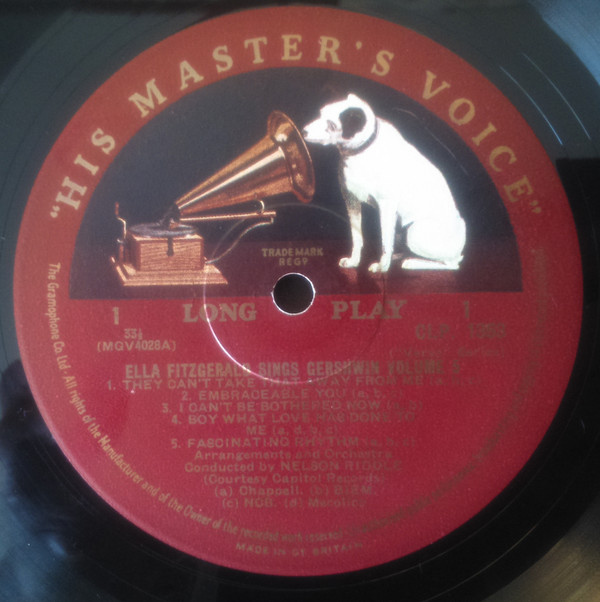 "HIS MASTER'S VOICE"
TRADE MARK
REGD
1 LONG PLAY 1
33⅓
(MGV4028A)
CLP
ELLA FITZGERALD SINGS GERSHWIN VOLUME
1. THEY CAN'T TAKE THAT AWAY FROM ME
2. EMBRACEABLE YOU (a, b,
3. I CAN'T BE BOTHERED NOW
4. BOY WHAT LOVE HAS DONE TO
ME (a, d, b, c)
5. FASCINATING RHYTHM
Arrangements and Orchestra
Conducted by NELSON RIDDLE
(Courtesy Capitol Records)
(a) Chappell. (b) BIEM.
(c) NCB. (d)
The Gramophone Co. Ltd. All rights of the Manufacturer and of the Owner of the recorded work
MADE IN GT. BRITAIN